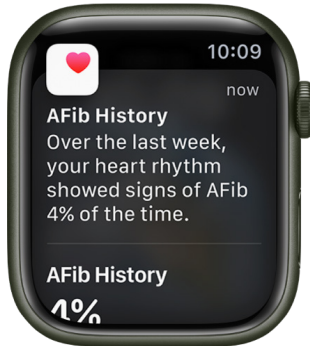 10:09
now
AFib History
Over the last week,
your heart rhythm
showed signs of AFib
4% of the time.
AFib History
4%